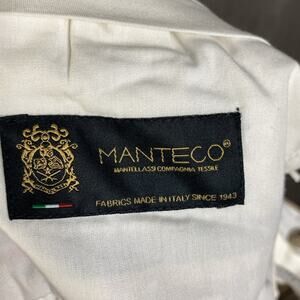 MANTECO®
MANTELLASSI COMPAGNIA TESSILE
FABRICS MADE IN ITALY SINCE 1943